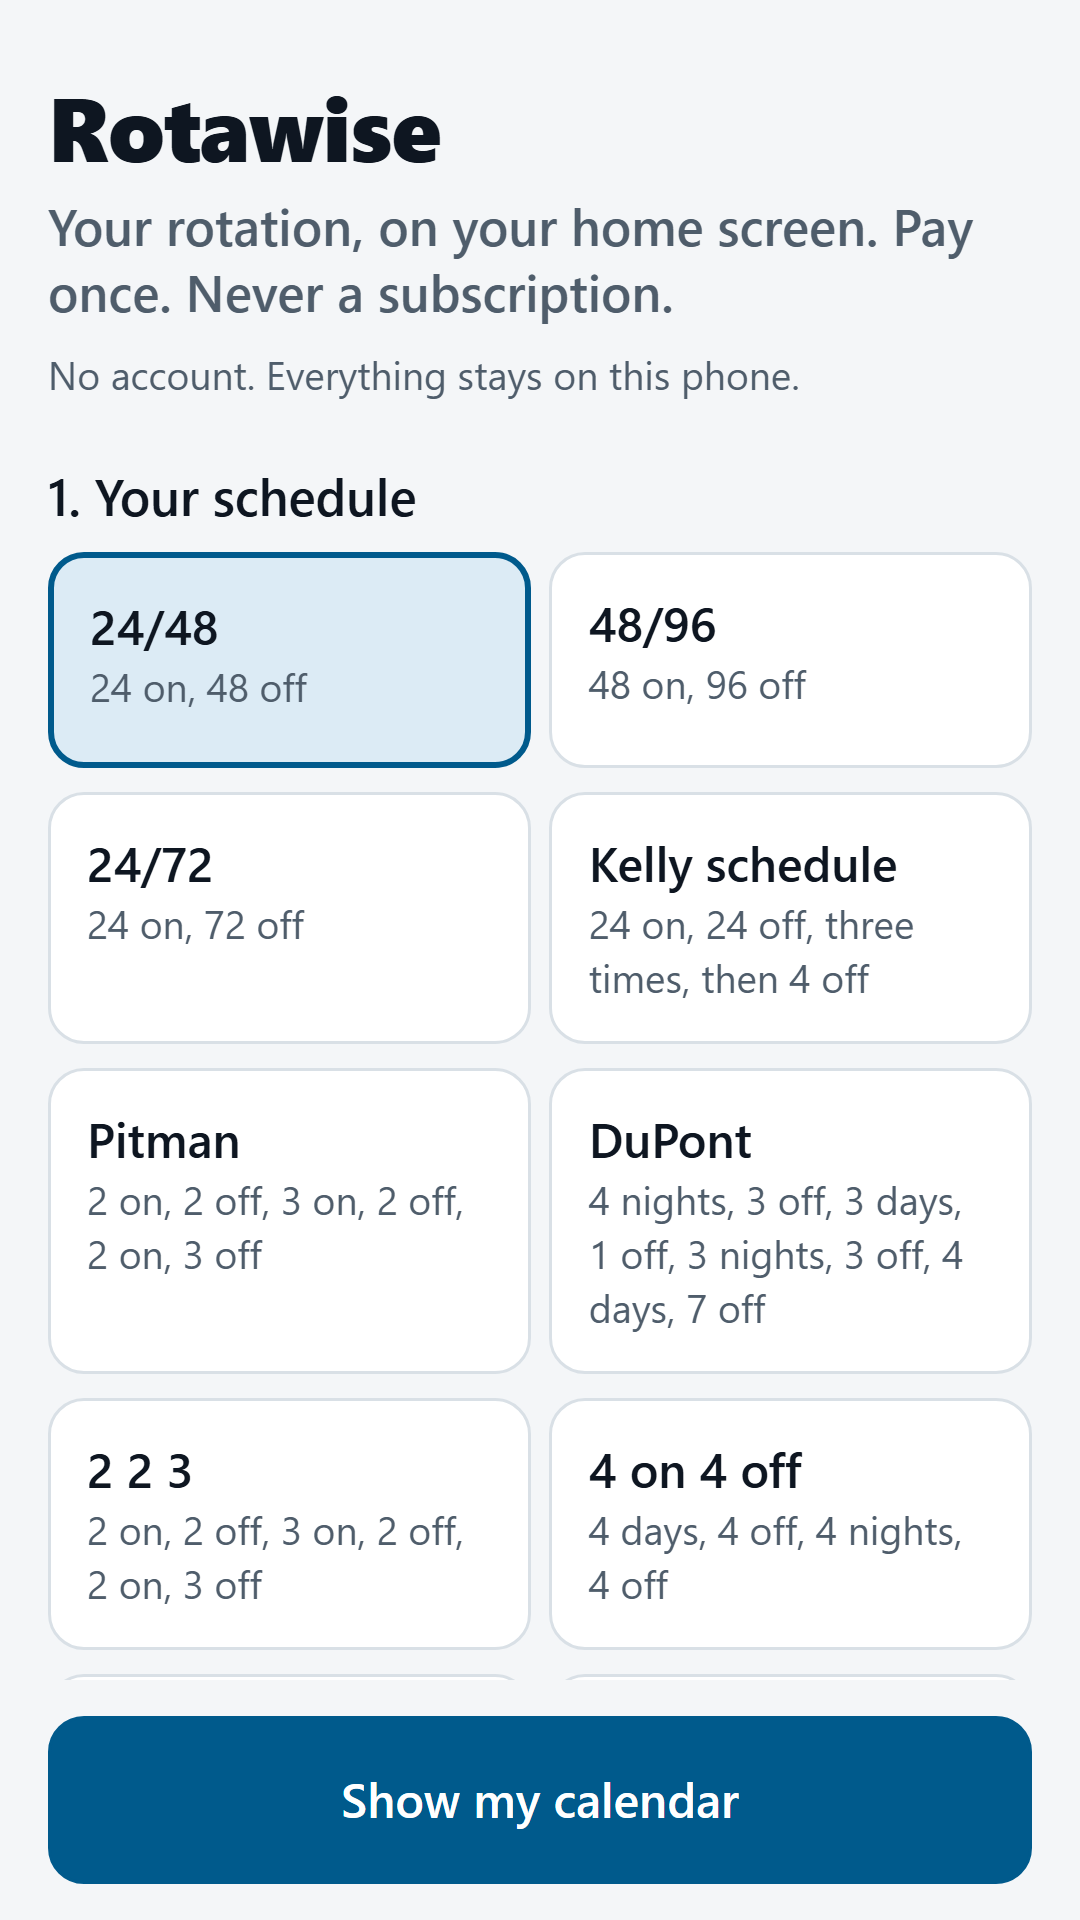 Rotawise
Your rotation, on your home screen. Pay
once. Never a subscription.
No account. Everything stays on this phone.
1. Your schedule
24/48
24 on, 48 off
48/96
48 on, 96 off
24/72
24 on, 72 off
Kelly schedule
24 on, 24 off, three
times, then 4 off
Pitman
2 on, 2 off, 3 on, 2 off,
2 on, 3 off
DuPont
4 nights, 3 off, 3 days,
1 off, 3 nights, 3 off, 4
days, 7 off
2 2 3
2 on, 2 off, 3 on, 2 off,
2 on, 3 off
4 on 4 off
4 days, 4 off, 4 nights,
4 off
Show my calendar